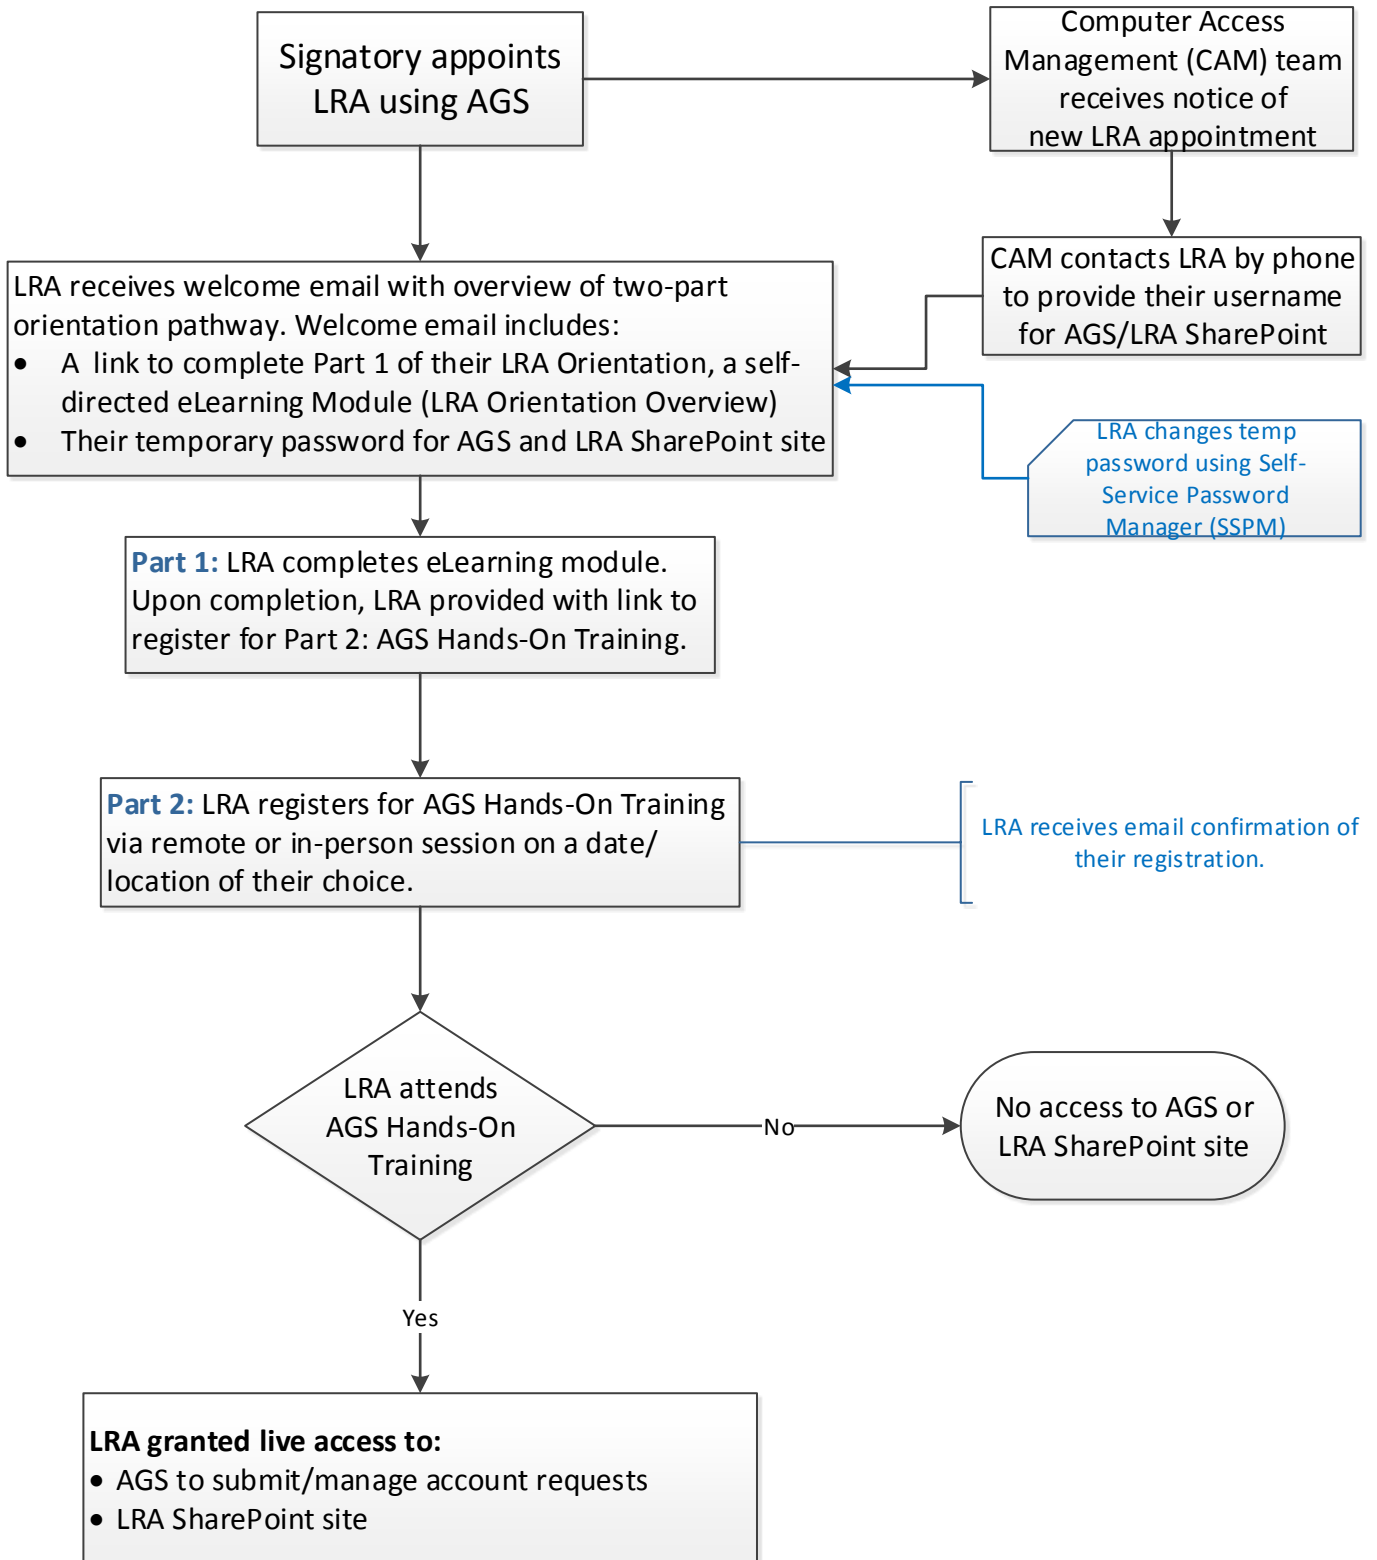 Signatory appoints
LRA using AGS
Computer Access
Management (CAM) team
receives notice of
new LRA appointment
CAM contacts LRA by phone
to provide their username
for AGS/LRA SharePoint
LRA receives welcome email with overview of two-part
orientation pathway. Welcome email includes:
• A link to complete Part 1 of their LRA Orientation, a self-
directed eLearning Module (LRA Orientation Overview)
• Their temporary password for AGS and LRA SharePoint site
LRA changes temp
password using Self-
Service Password
Manager (SSPM)
Part 1: LRA completes eLearning module.
Upon completion, LRA provided with link to
register for Part 2: AGS Hands-On Training.
Part 2: LRA registers for AGS Hands-On Training
via remote or in-person session on a date/
location of their choice.
LRA receives email confirmation of
their registration.
LRA attends
AGS Hands-On
Training
No
No access to AGS or
LRA SharePoint site
Yes
LRA granted live access to:
• AGS to submit/manage account requests
• LRA SharePoint site